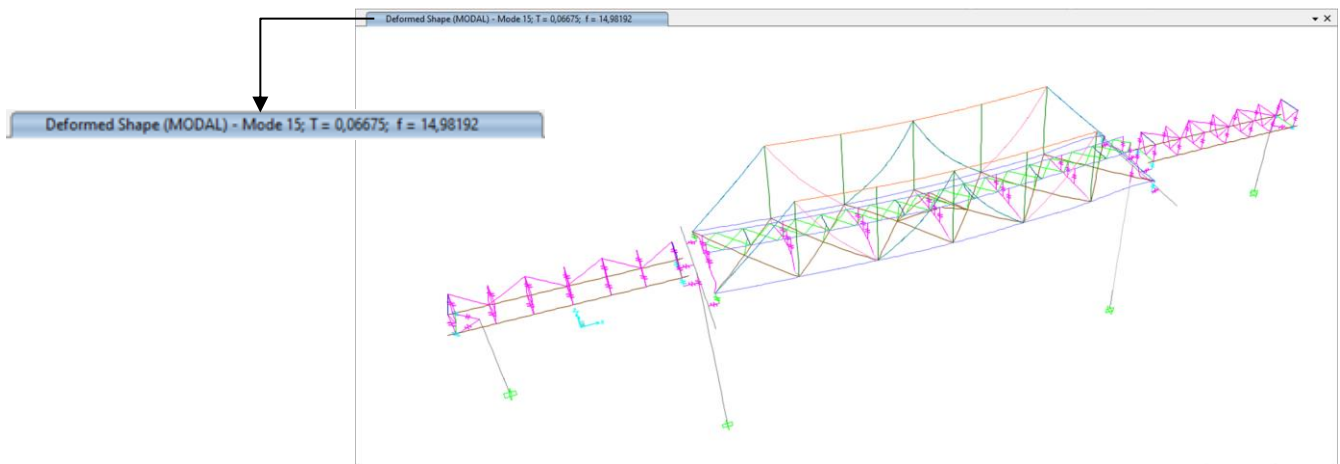 Deformed Shape (MODAL) - Mode 15; T = 0,06675; f = 14,98192
Deformed Shape (MODAL) - Mode 15; T = 0,06675; f = 14,98192